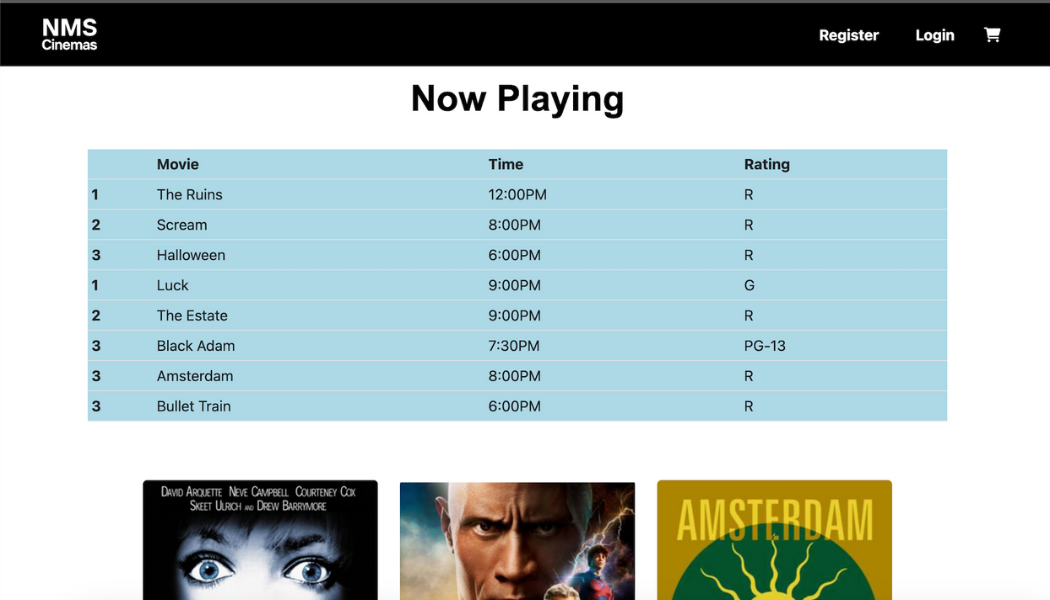 NMS
Cinemas
Register Login
Now Playing
Movie Time Rating
1 The Ruins 12:00PM R
2 Scream 8:00PM R
3 Halloween 6:00PM R
1 Luck 9:00PM G
2 The Estate 9:00PM R
3 Black Adam 7:30PM PG-13
3 Amsterdam 8:00PM R
3 Bullet Train 6:00PM R
DAVID ARQUETTE NEVE CAMPBELL COURTENEY COX
SKEET ULRICH AND DREW BARRYMORE
AMSTERDAM